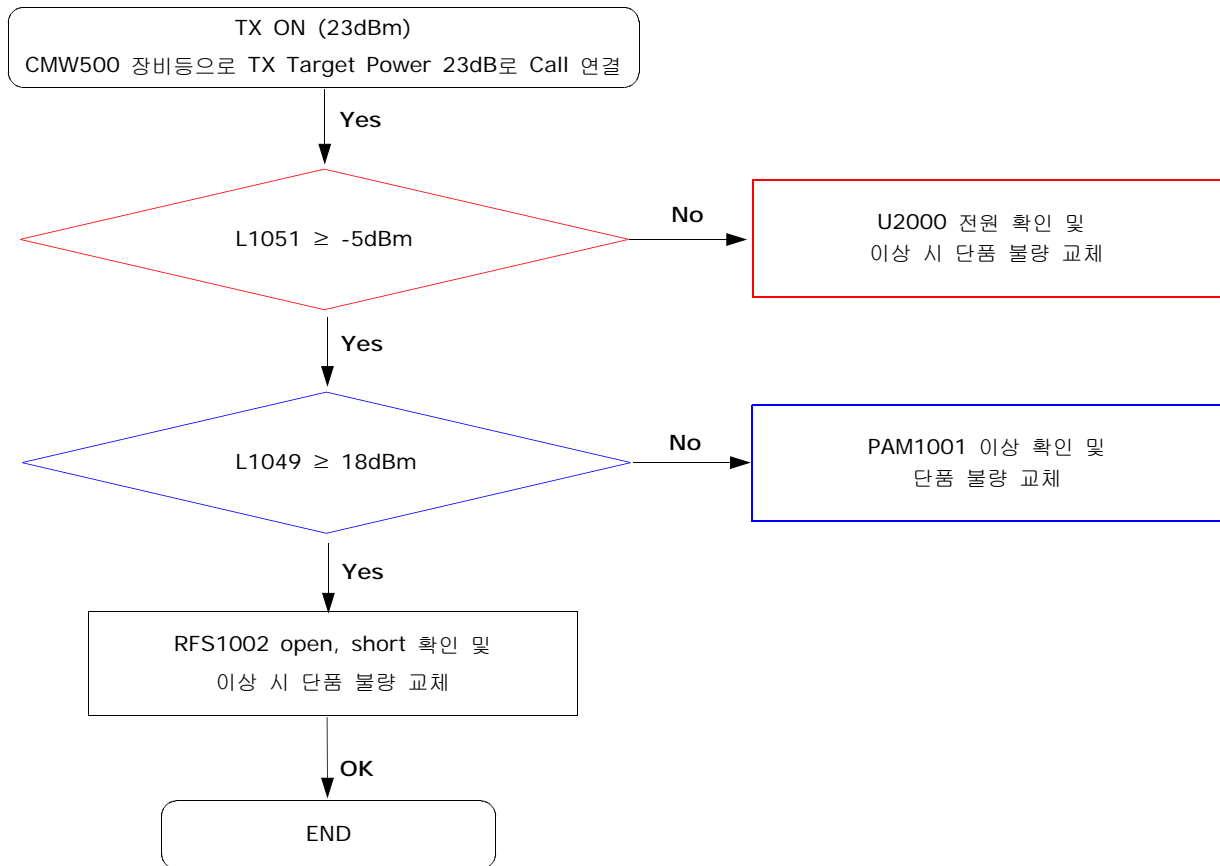 TX ON (23dBm)
CMW500 장비등으로 TX Target Power 23dB로 Call 연결
Yes
L1051 ≥ -5dBm
No
U2000 전원 확인 및
이상 시 단품 불량 교체
Yes
L1049 ≥ 18dBm
No
PAM1001 이상 확인 및
단품 불량 교체
Yes
RFS1002 open, short 확인 및
이상 시 단품 불량 교체
OK
END